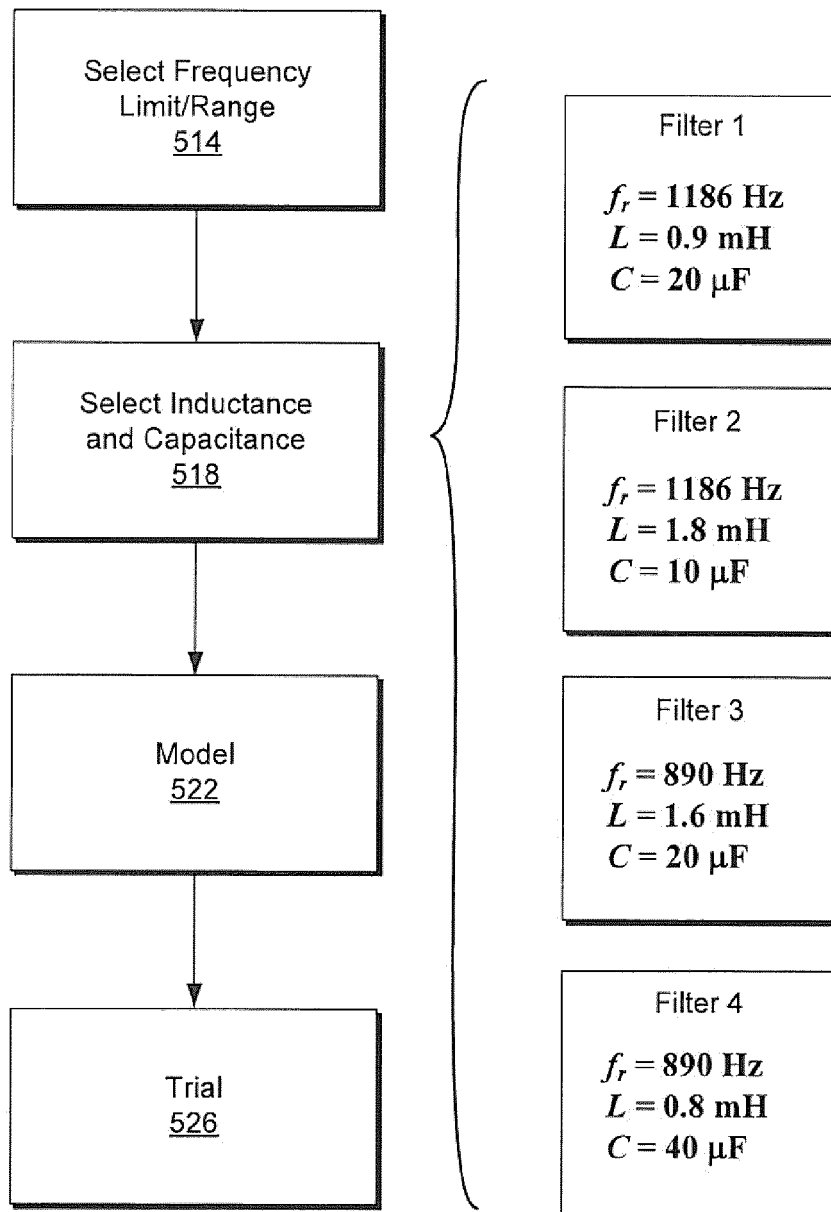 Select Frequency
Limit/Range
514
Select Inductance
and Capacitance
518
Model
522
Trial
526
Filter 1
fr = 1186 Hz
L = 0.9 mH
C = 20 µF
Filter 2
fr = 1186 Hz
L = 1.8 mH
C = 10 µF
Filter 3
fr = 890 Hz
L = 1.6 mH
C = 20 µF
Filter 4
fr = 890 Hz
L = 0.8 mH
C = 40 µF